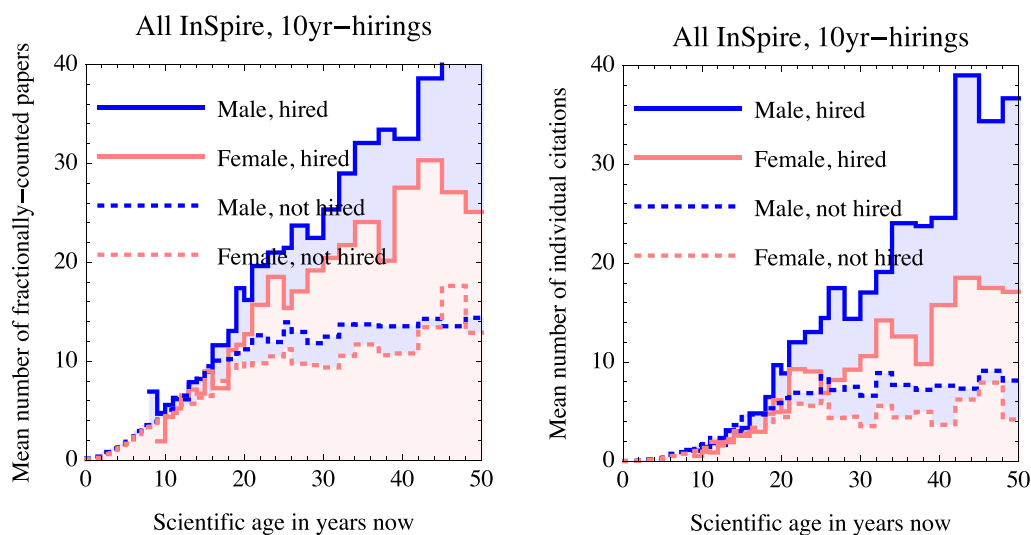 All InSpire, 10yr−hirings
Mean number of fractionally−counted papers
40
30
20
10
0
Male, hired
Female, hired
Male, not hired
Female, not hired
0 10 20 30 40 50
Scientific age in years now
All InSpire, 10yr−hirings
Mean number of individual citations
40
30
20
10
0
Male, hired
Female, hired
Male, not hired
Female, not hired
0 10 20 30 40 50
Scientific age in years now